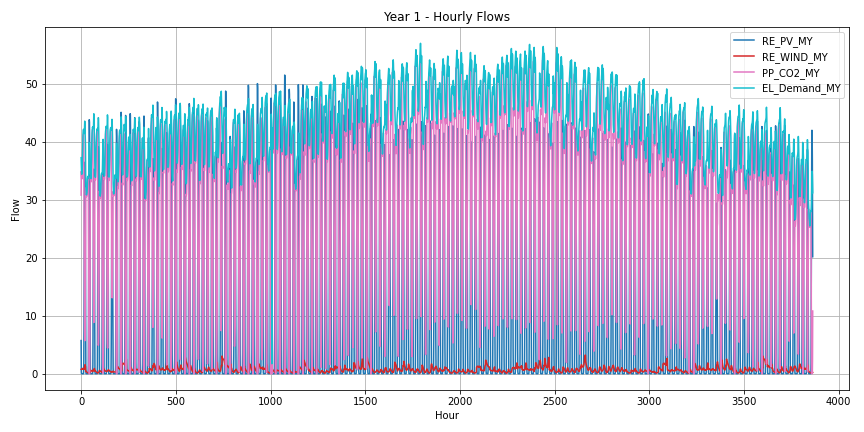 Year 1 - Hourly Flows
RE_PV_MY
RE_WIND_MY
PP_CO2_MY
EL_Demand_MY
Flow
50
40
30
20
10
0
0
500
1000
1500
2000
2500
3000
3500
4000
Hour